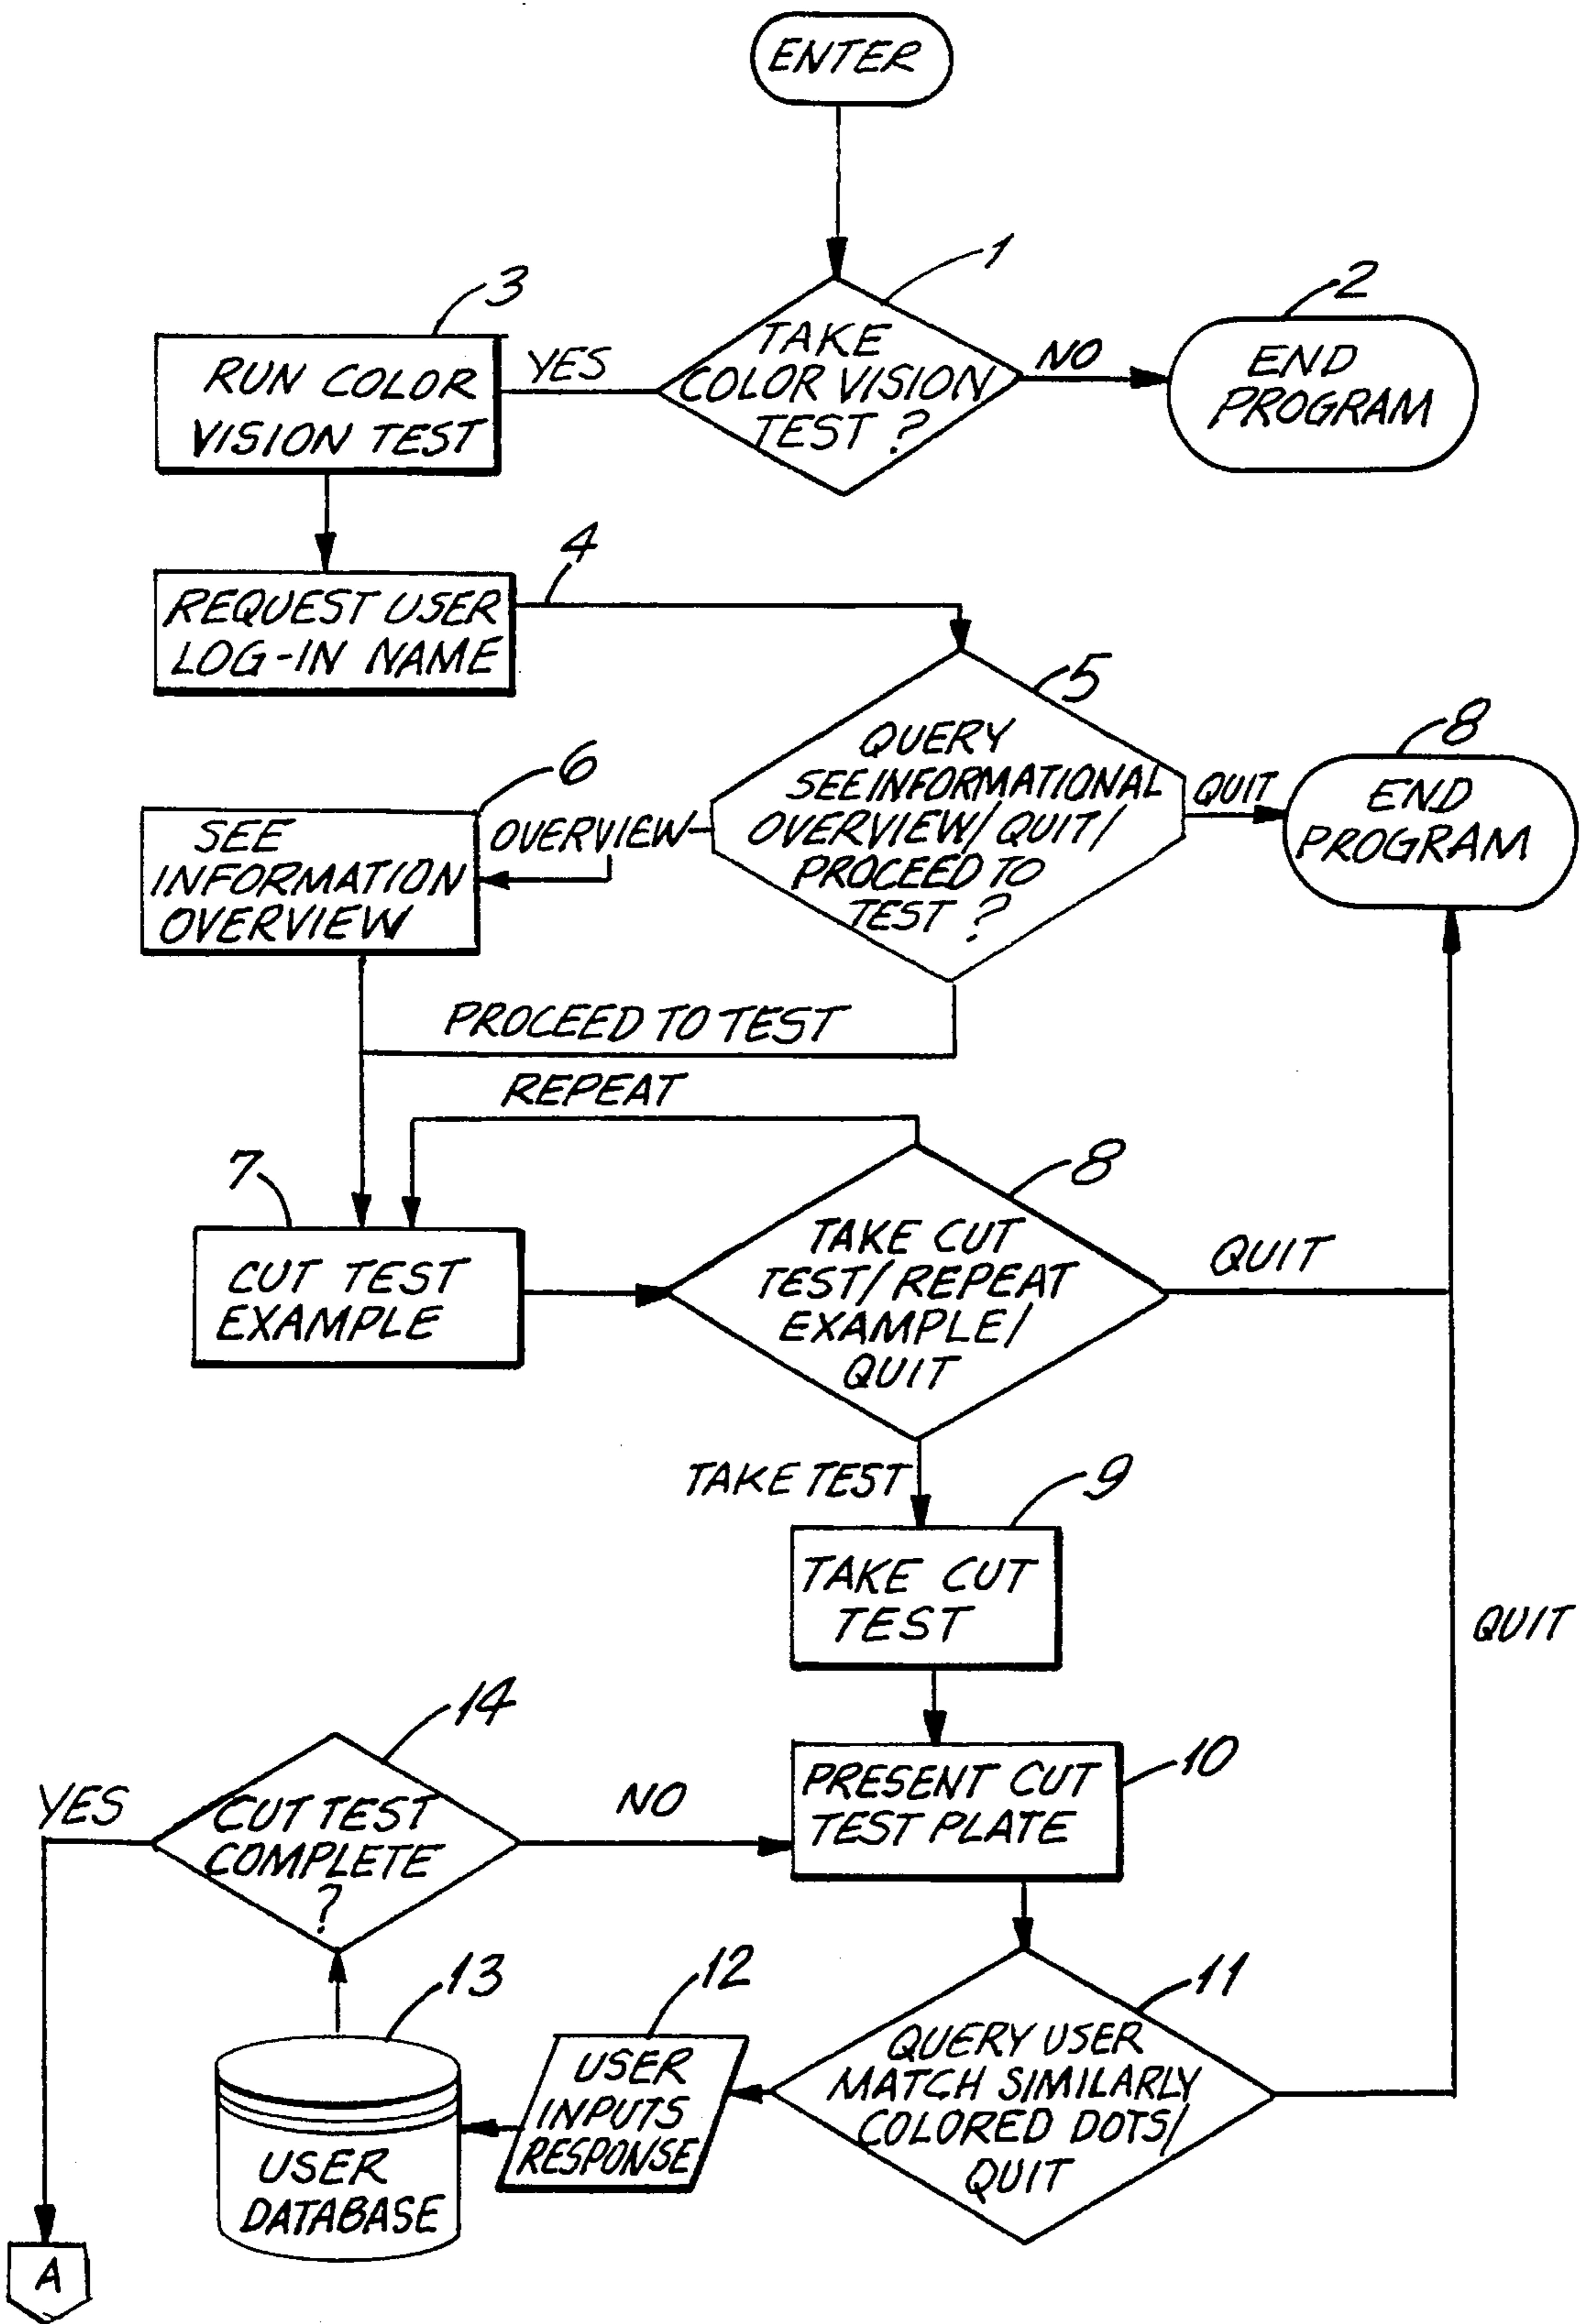 ENTER
1
TAKE
COLOR VISION
TEST ?
NO
2
END
PROGRAM
YES
3
RUN COLOR
VISION TEST
4
REQUEST USER
LOG-IN NAME
5
QUERY
SEE INFORMATIONAL
OVERVIEW/QUIT/
PROCEED TO
TEST ?
QUIT
8
END
PROGRAM
OVERVIEW
6
SEE
INFORMATION
OVERVIEW
PROCEED TO TEST
REPEAT
7
CUT TEST
EXAMPLE
8
TAKE CUT
TEST/REPEAT
EXAMPLE/
QUIT
QUIT
TAKE TEST
9
TAKE CUT
TEST
QUIT
10
PRESENT CUT
TEST PLATE
14
CUT TEST
COMPLETE
?
YES
NO
11
QUERY USER
MATCH SIMILARLY
COLORED DOTS/
QUIT
12
USER
INPUTS
RESPONSE
13
USER
DATABASE
A